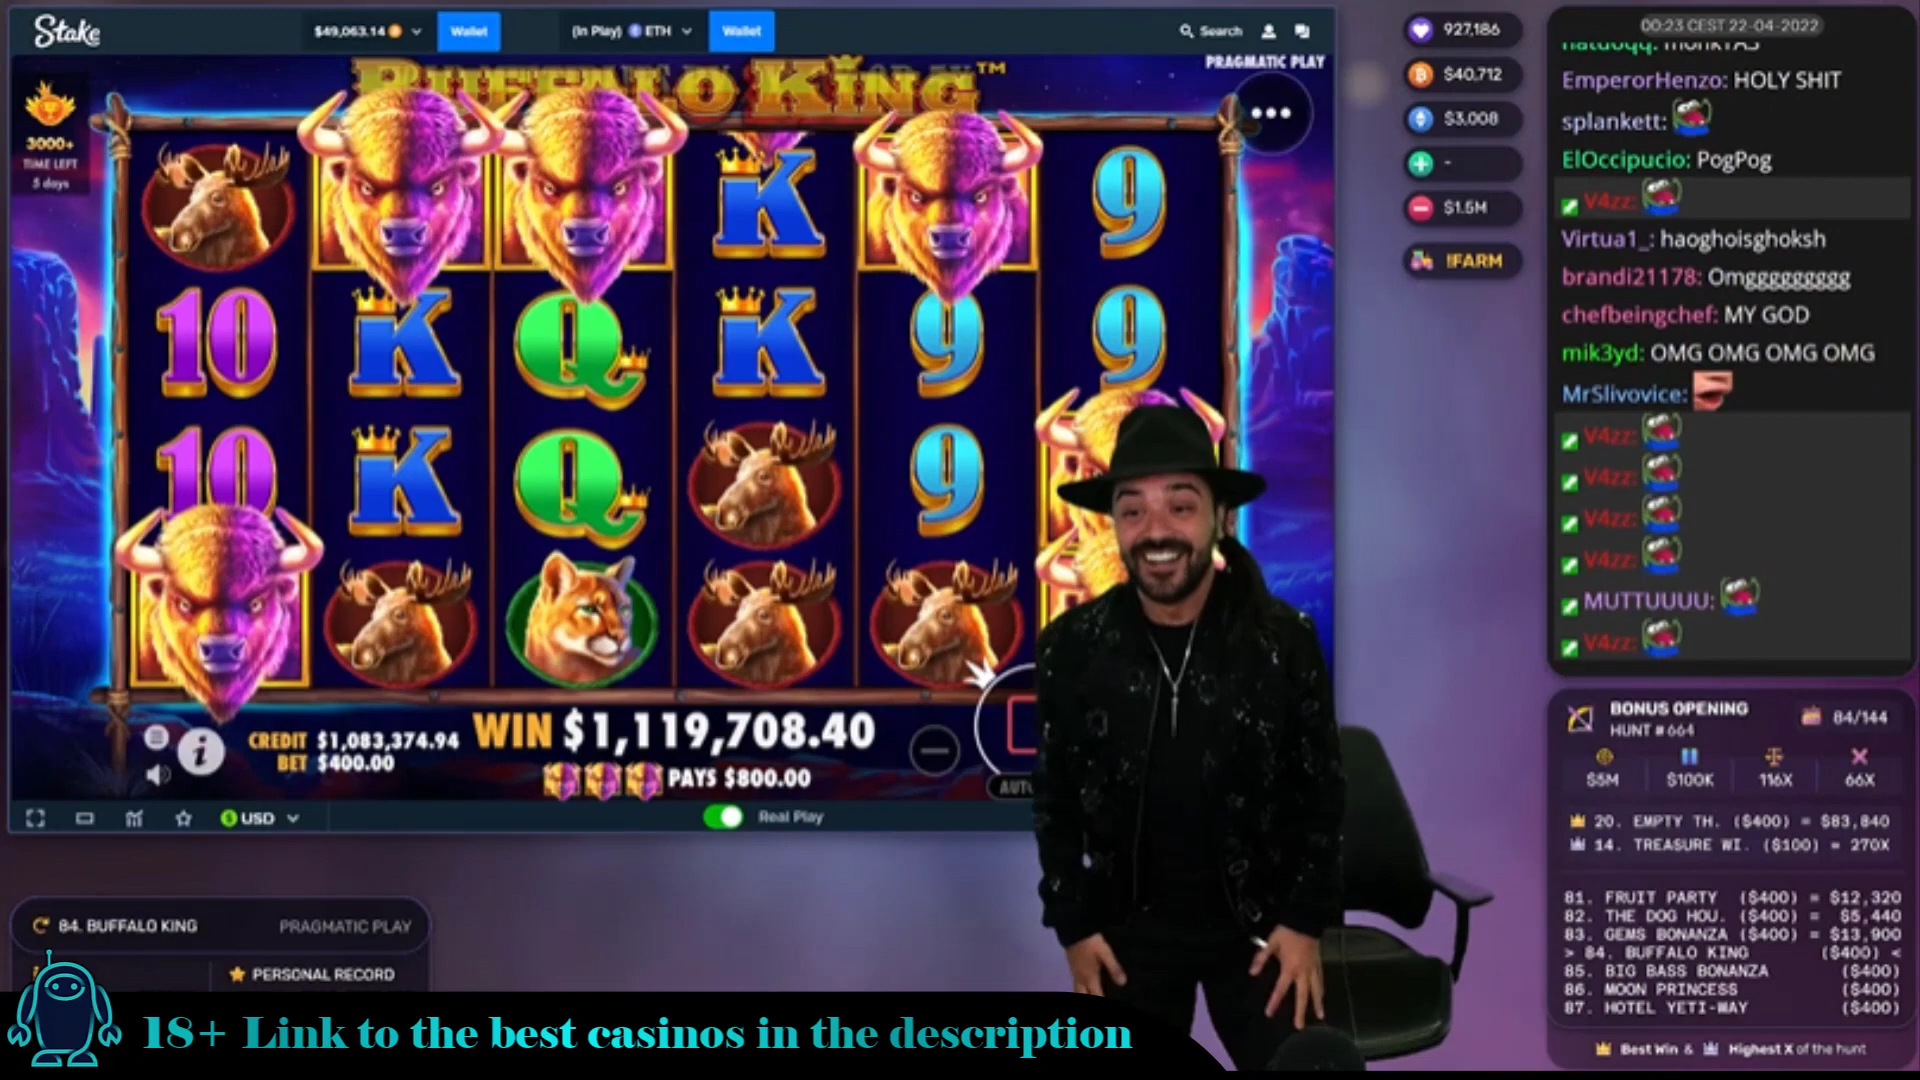 Stake
$49,063.14
Wallet
(In Play) ETH
Wallet
Search
BUFFALO KING™
PRAGMATIC PLAY
3000+
TIME LEFT
5 days
K
9
10
K
Q
K
9
9
10
K
Q
9
CREDIT $1,083,374.94
BET $400.00
WIN $1,119,708.40
PAYS $800.00
AUTO
USD
Real Play
927,186
$40,712
$3,008
-
$1.5M
!FARM
00:23 CEST 22-04-2022
EmperorHenzo: HOLY SHIT
splankett:
ElOccipucio: PogPog
V4zz:
Virtua1_: haoghoisghoksh
brandi21178: Omgggggggggg
chefbeingchef: MY GOD
mik3yd: OMG OMG OMG OMG
MrSlivovice:
V4zz:
V4zz:
V4zz:
V4zz:
MUTTUUUU:
V4zz:
BONUS OPENING
HUNT #664
84/144
$5M
$100K
116X
66X
20. EMPTY TH. ($400) = $83,840
14. TREASURE WI. ($100) = 270X
81. FRUIT PARTY ($400) = $12,320
82. THE DOG HOU. ($400) = $5,440
83. GEMS BONANZA ($400) = $13,900
> 84. BUFFALO KING ($400) <
85. BIG BASS BONANZA ($400)
86. MOON PRINCESS ($400)
87. HOTEL YETI-WAY ($400)
Best Win & Highest X of the hunt
84. BUFFALO KING
PRAGMATIC PLAY
PERSONAL RECORD
18+ Link to the best casinos in the description